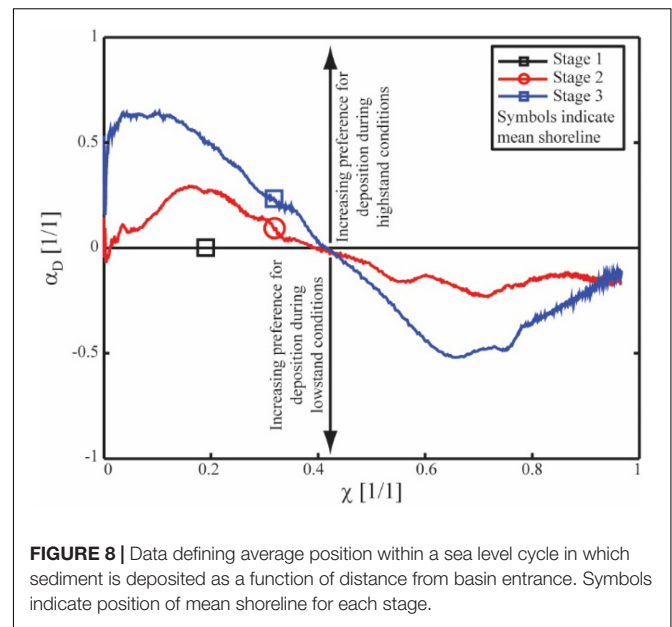 1
0.5
0
-0.5
-1
α_D [1/1]
0
0.2
0.4
0.6
0.8
1
χ [1/1]
Increasing preference for
deposition during
highstand conditions
Increasing preference for
deposition during
lowstand conditions
Stage 1
Stage 2
Stage 3
Symbols indicate
mean shoreline
FIGURE 8 | Data defining average position within a sea level cycle in which
sediment is deposited as a function of distance from basin entrance. Symbols
indicate position of mean shoreline for each stage.